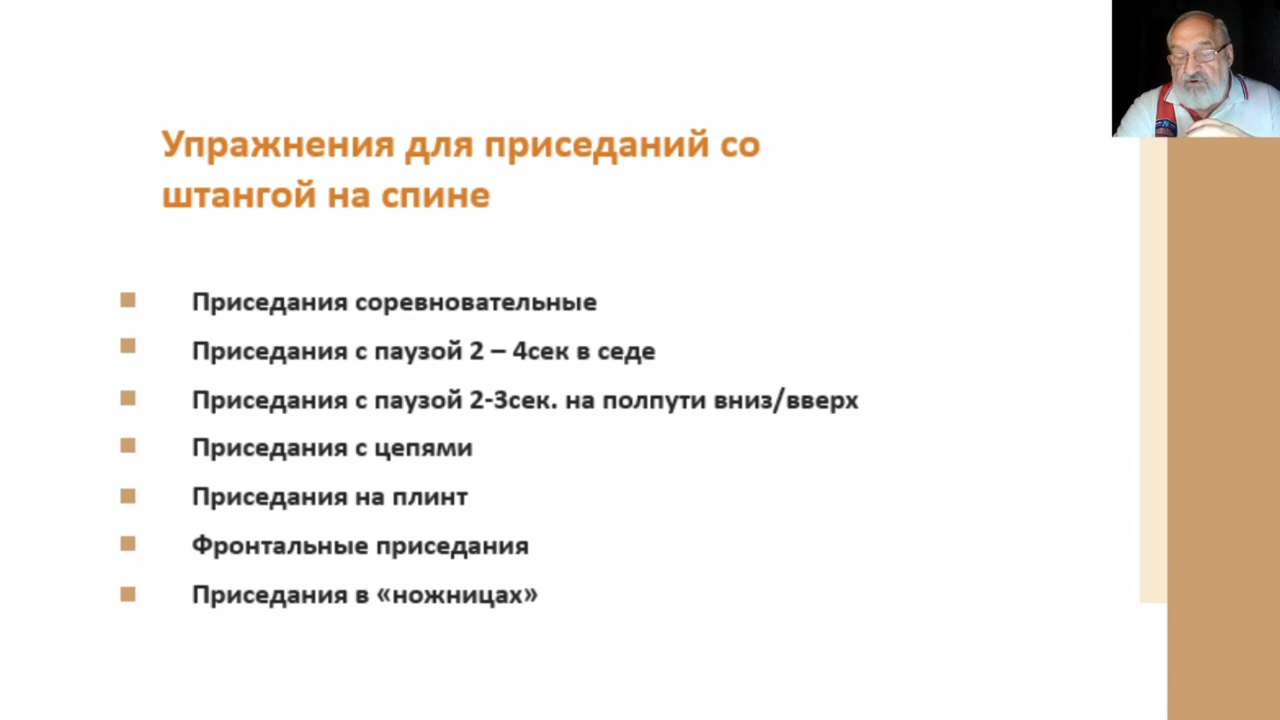 Упражнения для приседаний со
штангой на спине
Приседания соревновательные
Приседания с паузой 2 – 4сек в седе
Приседания с паузой 2-3сек. на полпути вниз/вверх
Приседания с цепями
Приседания на плинт
Фронтальные приседания
Приседания в «ножницах»